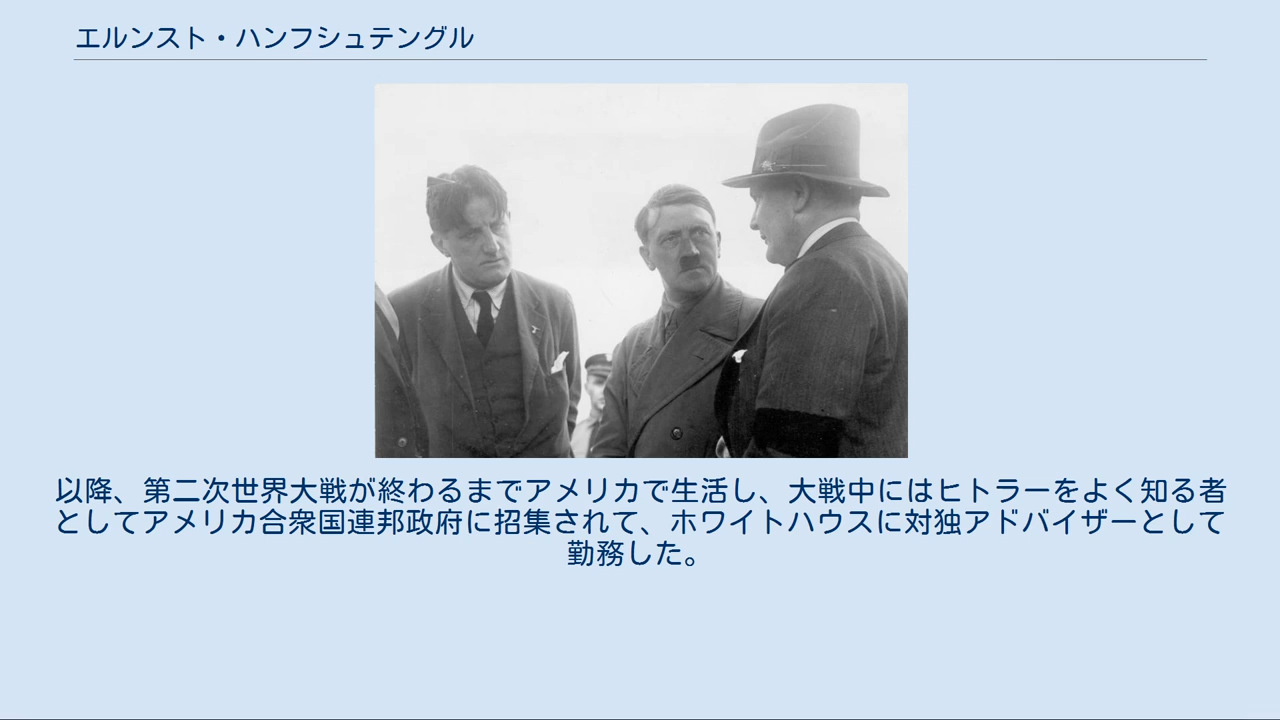 エルンスト・ハンフシュテングル
以降、第二次世界大戦が終わるまでアメリカで生活し、大戦中にはヒトラーをよく知る者
としてアメリカ合衆国連邦政府に招集されて、ホワイトハウスに対独アドバイザーとして
勤務した。